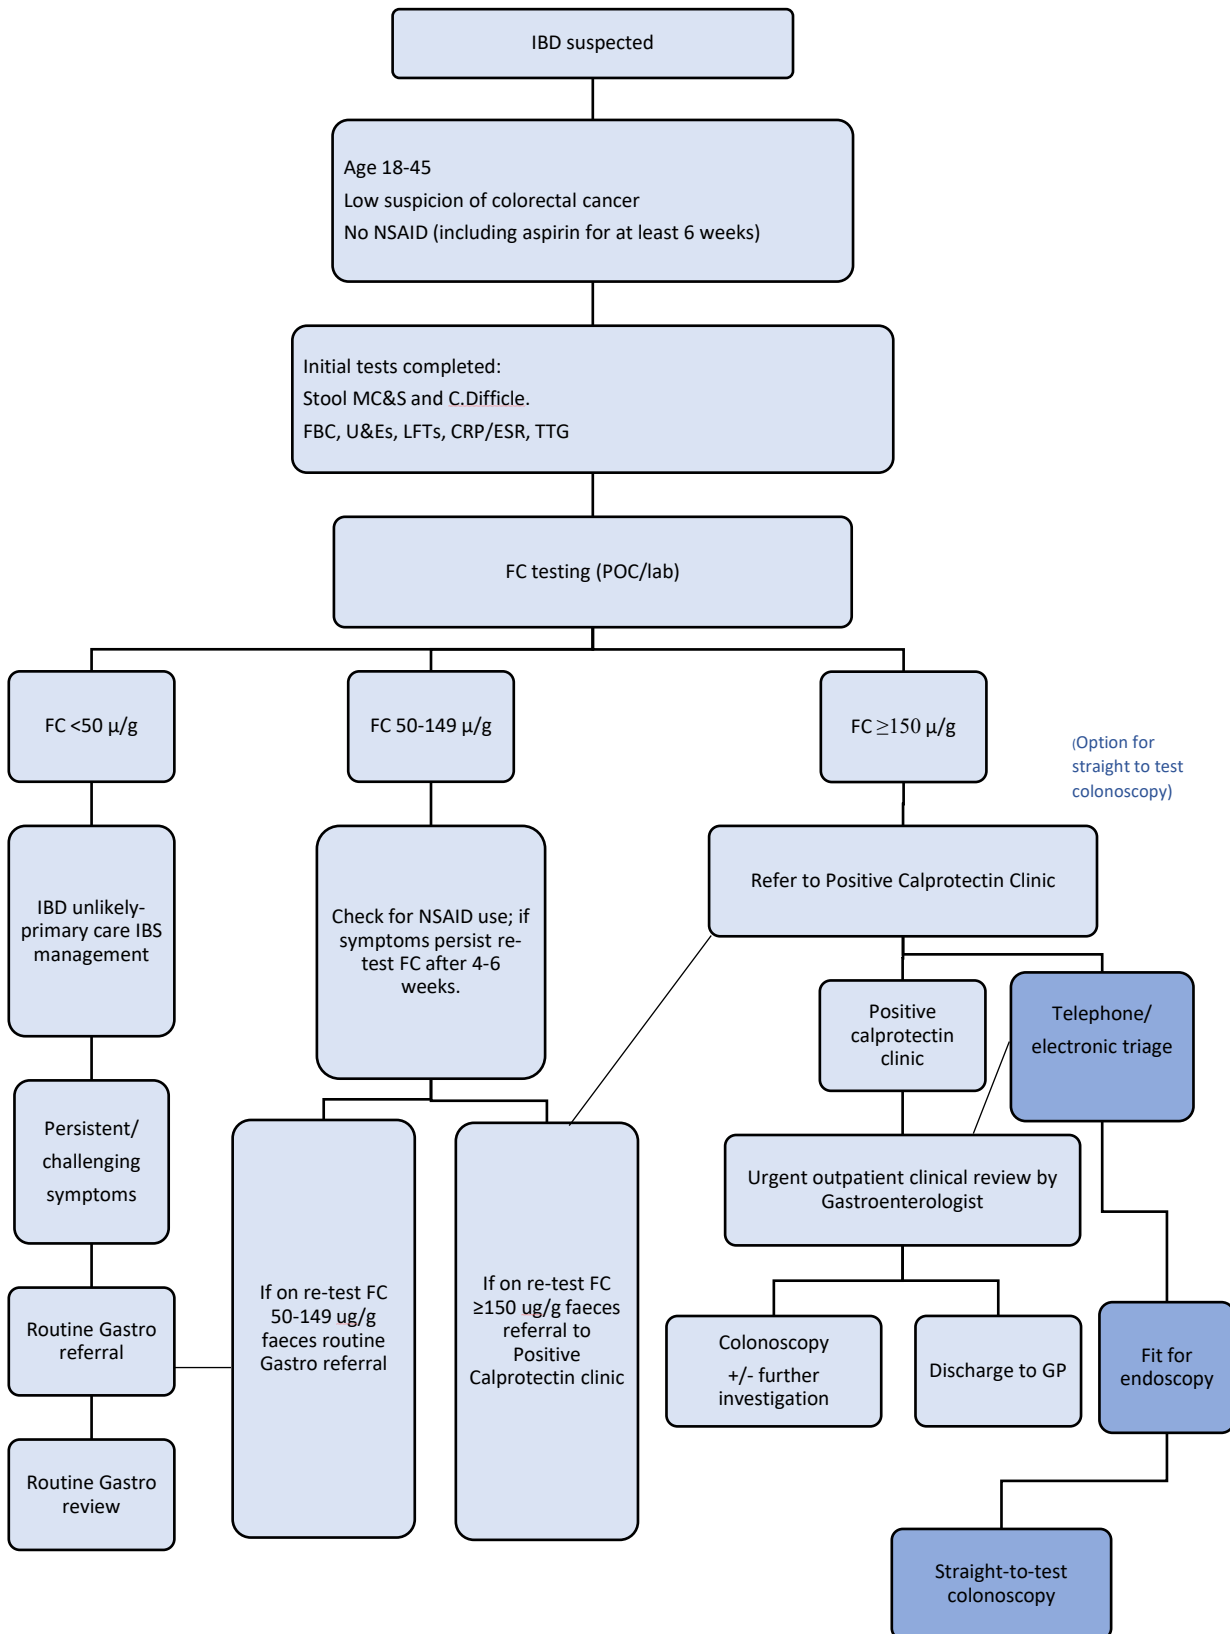 IBD suspected
Age 18-45
Low suspicion of colorectal cancer
No NSAID (including aspirin for at least 6 weeks)
Initial tests completed:
Stool MC&S and C.Difficle.
FBC, U&Es, LFTs, CRP/ESR, TTG
FC testing (POC/lab)
FC <50 µ/g
FC 50-149 µ/g
FC ≥150 µ/g
(Option for
straight to test
colonoscopy)
IBD unlikely-
primary care IBS
management
Check for NSAID use; if
symptoms persist re-
test FC after 4-6
weeks.
Refer to Positive Calprotectin Clinic
Positive
calprotectin
clinic
Telephone/
electronic triage
Persistent/
challenging
symptoms
Urgent outpatient clinical review by
Gastroenterologist
Routine Gastro
referral
If on re-test FC
50-149 ug/g
faeces routine
Gastro referral
If on re-test FC
≥150 ug/g faeces
referral to
Positive
Calprotectin clinic
Colonoscopy
+/- further
investigation
Discharge to GP
Fit for
endoscopy
Routine Gastro
review
Straight-to-test
colonoscopy